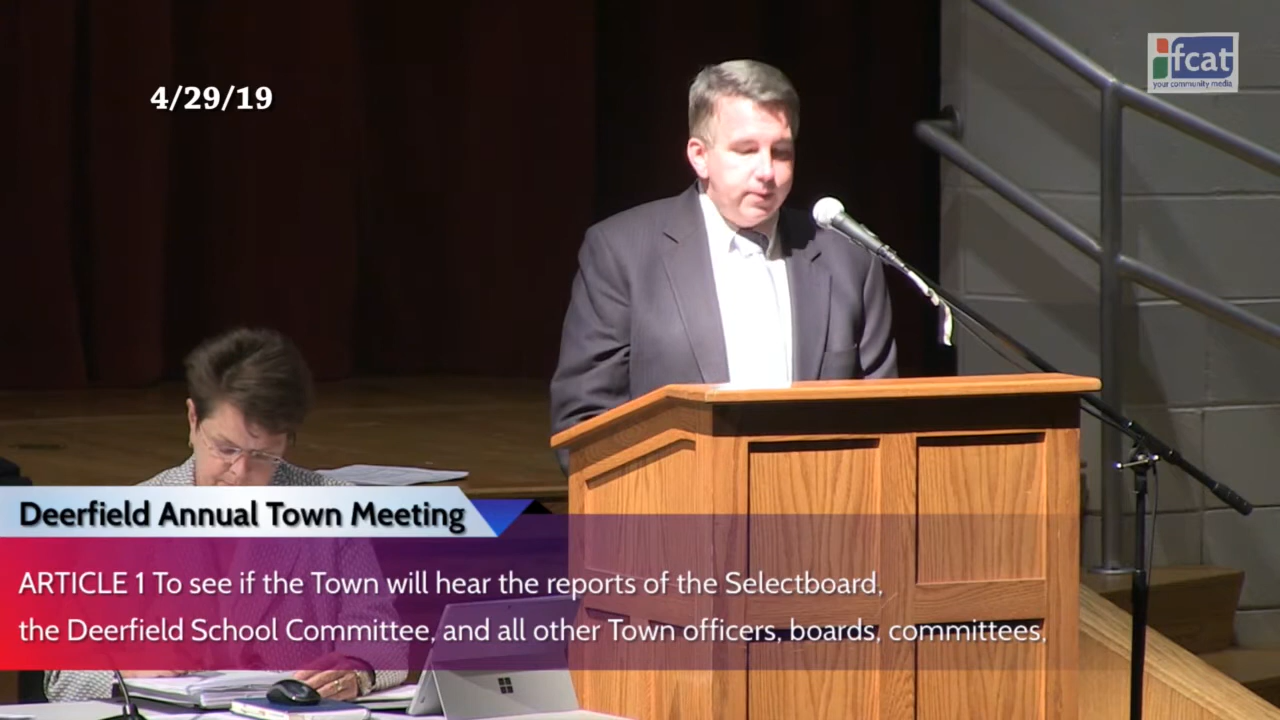 4/29/19
fcat
your community media
Deerfield Annual Town Meeting
ARTICLE 1 To see if the Town will hear the reports of the Selectboard,
the Deerfield School Committee, and all other Town officers, boards, committees,